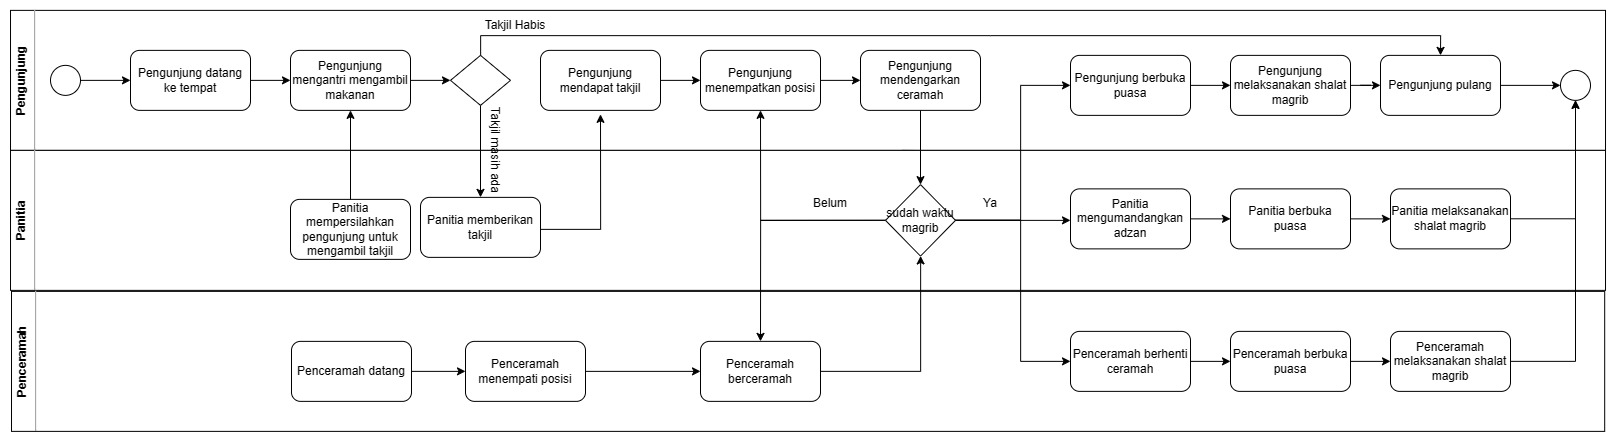 Takjil Habis
Pengunjung
Pengunjung datang
ke tempat
Pengunjung
mengantri mengambil
makanan
Takjil masih ada
Pengunjung
mendapat takjil
Pengunjung
menempatkan posisi
Pengunjung
mendengarkan
ceramah
Pengunjung berbuka
puasa
Pengunjung
melaksanakan shalat
magrib
Pengunjung pulang
Panitia
Panitia
mempersilahkan
pengunjung untuk
mengambil takjil
Panitia memberikan
takjil
Belum
sudah waktu
magrib
Ya
Panitia
mengumandangkan
adzan
Panitia berbuka
puasa
Panitia melaksanakan
shalat magrib
Penceramah
Penceramah datang
Penceramah
menempati posisi
Penceramah
berceramah
Penceramah berhenti
ceramah
Penceramah berbuka
puasa
Penceramah
melaksanakan shalat
magrib